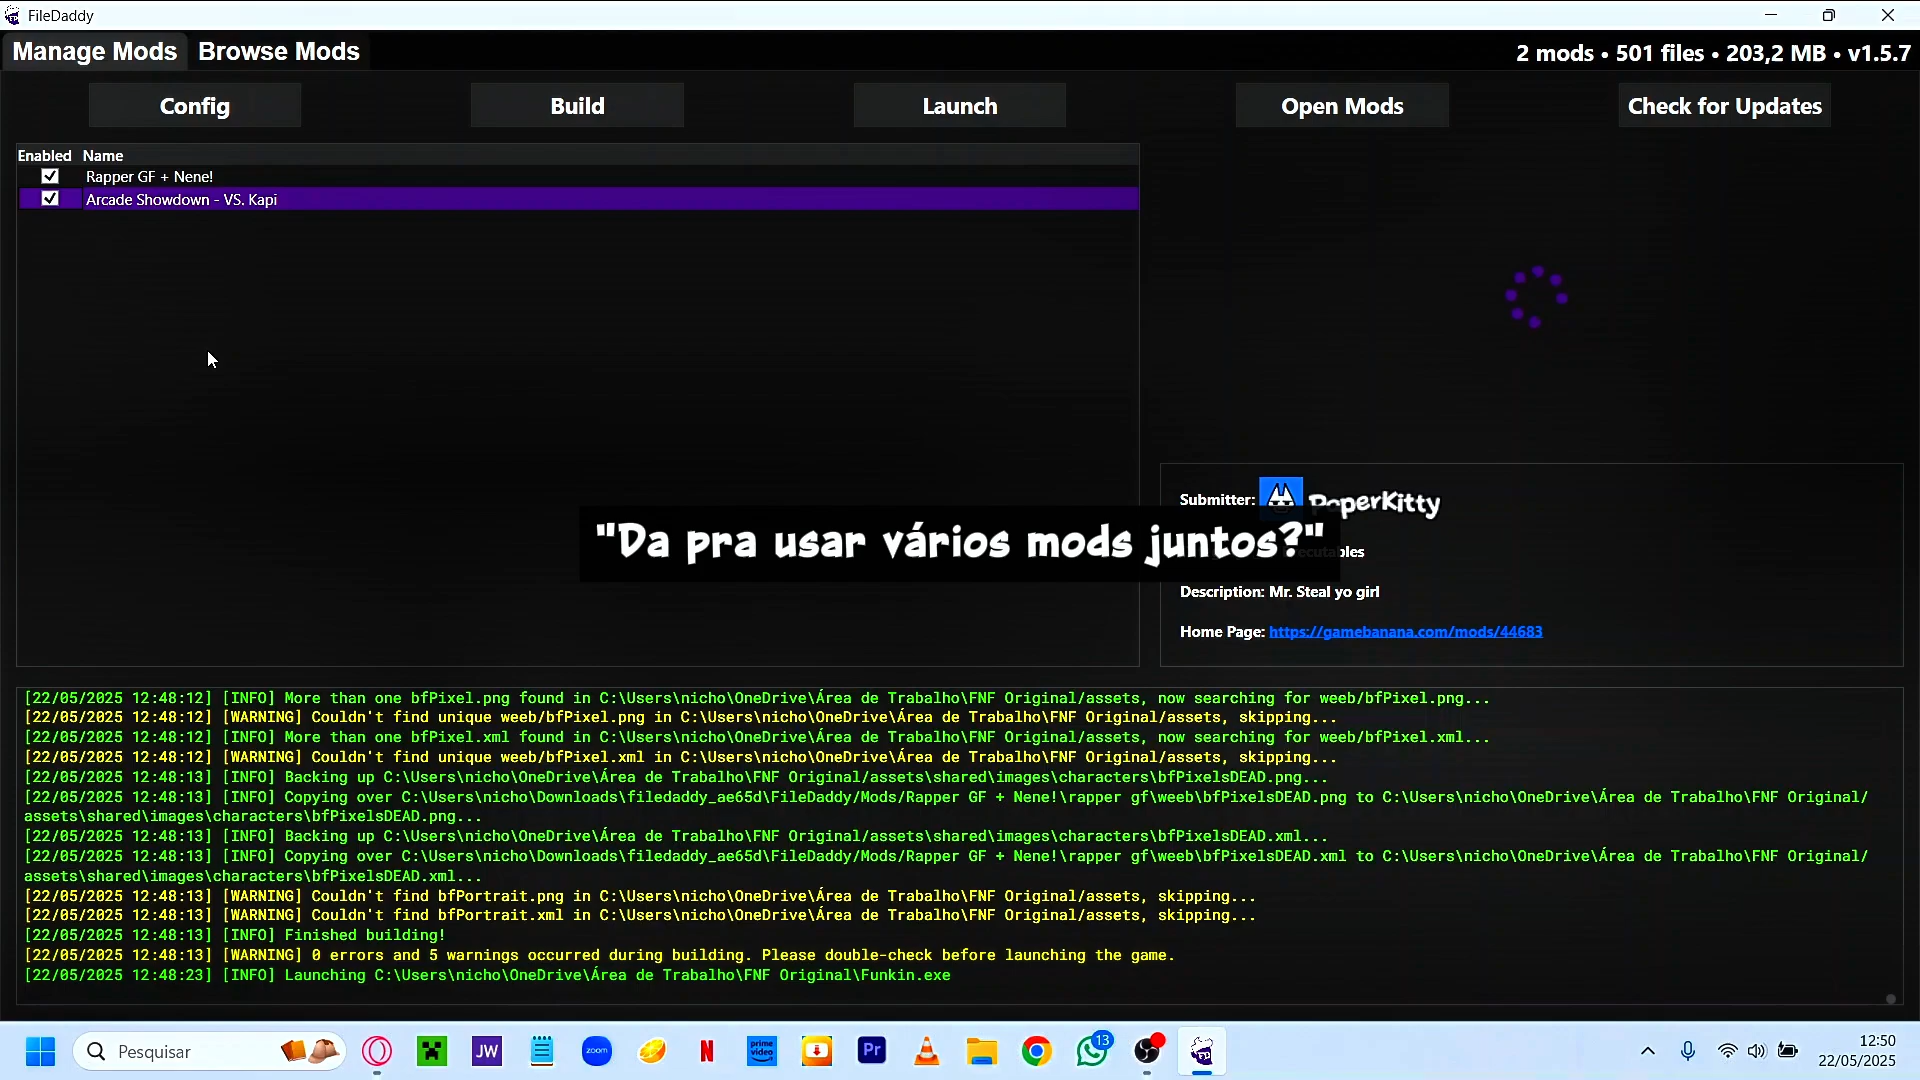 FileDaddy
Manage Mods Browse Mods
2 mods • 501 files • 203,2 MB • v1.5.7
Config Build Launch Open Mods Check for Updates
Enabled Name
Rapper GF + Nene!
Arcade Showdown - VS. Kapi
Submitter: PaperKitty
"Da pra usar vários mods juntos?"
Description: Mr. Steal yo girl
Home Page: https://gamebanana.com/mods/44683
[22/05/2025 12:48:12] [INFO] More than one bfPixel.png found in C:\Users\nicho\OneDrive\Área de Trabalho\FNF Original/assets, now searching for weeb/bfPixel.png...
[22/05/2025 12:48:12] [WARNING] Couldn't find unique weeb/bfPixel.png in C:\Users\nicho\OneDrive\Área de Trabalho\FNF Original/assets, skipping...
[22/05/2025 12:48:12] [INFO] More than one bfPixel.xml found in C:\Users\nicho\OneDrive\Área de Trabalho\FNF Original/assets, now searching for weeb/bfPixel.xml...
[22/05/2025 12:48:12] [WARNING] Couldn't find unique weeb/bfPixel.xml in C:\Users\nicho\OneDrive\Área de Trabalho\FNF Original/assets, skipping...
[22/05/2025 12:48:13] [INFO] Backing up C:\Users\nicho\OneDrive\Área de Trabalho\FNF Original/assets\shared\images\characters\bfPixelsDEAD.png...
[22/05/2025 12:48:13] [INFO] Copying over C:\Users\nicho\Downloads\filedaddy_ae65d\FileDaddy/Mods/Rapper GF + Nene!\rapper gf\weeb\bfPixelsDEAD.png to C:\Users\nicho\OneDrive\Área de Trabalho\FNF Original/
assets\shared\images\characters\bfPixelsDEAD.png...
[22/05/2025 12:48:13] [INFO] Backing up C:\Users\nicho\OneDrive\Área de Trabalho\FNF Original/assets\shared\images\characters\bfPixelsDEAD.xml...
[22/05/2025 12:48:13] [INFO] Copying over C:\Users\nicho\Downloads\filedaddy_ae65d\FileDaddy/Mods/Rapper GF + Nene!\rapper gf\weeb\bfPixelsDEAD.xml to C:\Users\nicho\OneDrive\Área de Trabalho\FNF Original/
assets\shared\images\characters\bfPixelsDEAD.xml...
[22/05/2025 12:48:13] [WARNING] Couldn't find bfPortrait.png in C:\Users\nicho\OneDrive\Área de Trabalho\FNF Original/assets, skipping...
[22/05/2025 12:48:13] [WARNING] Couldn't find bfPortrait.xml in C:\Users\nicho\OneDrive\Área de Trabalho\FNF Original/assets, skipping...
[22/05/2025 12:48:13] [INFO] Finished building!
[22/05/2025 12:48:13] [WARNING] 0 errors and 5 warnings occurred during building. Please double-check before launching the game.
[22/05/2025 12:48:23] [INFO] Launching C:\Users\nicho\OneDrive\Área de Trabalho\FNF Original\Funkin.exe
Pesquisar
JW
zoom
N
prime video
Pr
13
FD
12:50
22/05/2025